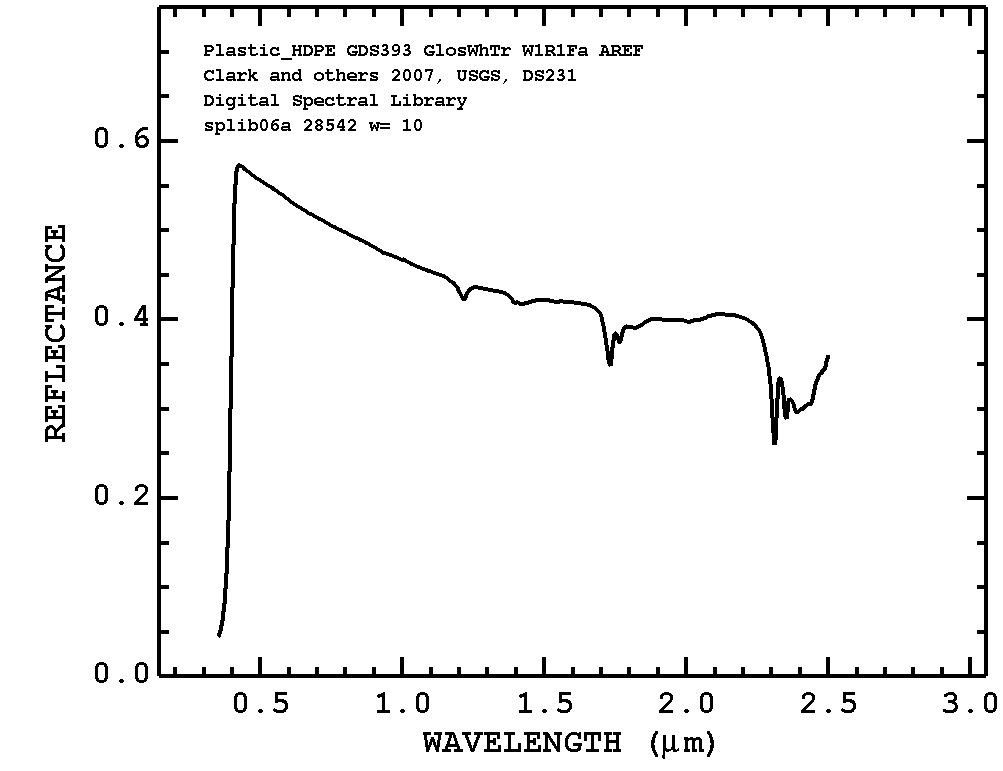 Plastic_HDPE GDS393 GlosWhTr W1R1Fa AREF
Clark and others 2007, USGS, DS231
Digital Spectral Library
splib06a 28542 w= 10
0.6
0.4
0.2
0.0
REFLECTANCE
0.5 1.0 1.5 2.0 2.5 3.0
WAVELENGTH (µm)